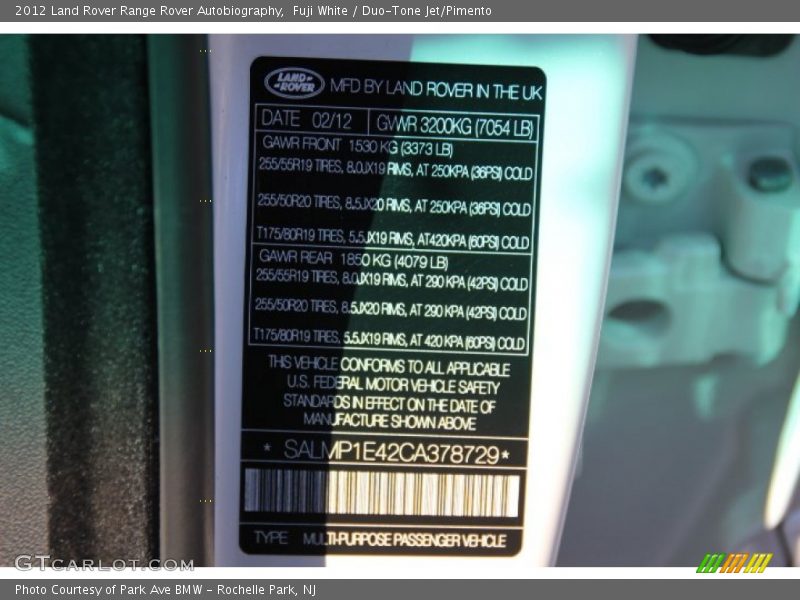 2012 Land Rover Range Rover Autobiography,  Fuji White / Duo-Tone Jet/Pimento
LAND- -ROVER MFD BY LAND ROVER IN THE UK
DATE 02/12 GVWR 3200KG (7054 LB)
GAWR FRONT 1530 KG (3373 LB)
255/55R19 TIRES, 8.0JX19 RIMS, AT 250KPA (36PSI) COLD
255/50R20 TIRES, 8.5JX20 RIMS, AT 250KPA (36PSI) COLD
T175/80R19 TIRES, 5.5JX19 RIMS, AT420KPA (60PSI) COLD
GAWR REAR 1850 KG (4079 LB)
255/55R19 TIRES, 8.0JX19 RIMS, AT 290 KPA (42PSI) COLD
255/50R20 TIRES, 8.5JX20 RIMS, AT 290 KPA (42PSI) COLD
T175/80R19 TIRES, 5.5JX19 RIMS, AT 420 KPA (60PSI) COLD
THIS VEHICLE CONFORMS TO ALL APPLICABLE
U.S. FEDERAL MOTOR VEHICLE SAFETY
STANDARDS IN EFFECT ON THE DATE OF
MANUFACTURE SHOWN ABOVE
* SALMP1E42CA378729*
TYPE MULTI-PURPOSE PASSENGER VEHICLE
GTCARLOT.COM
Photo Courtesy of Park Ave BMW - Rochelle Park, NJ